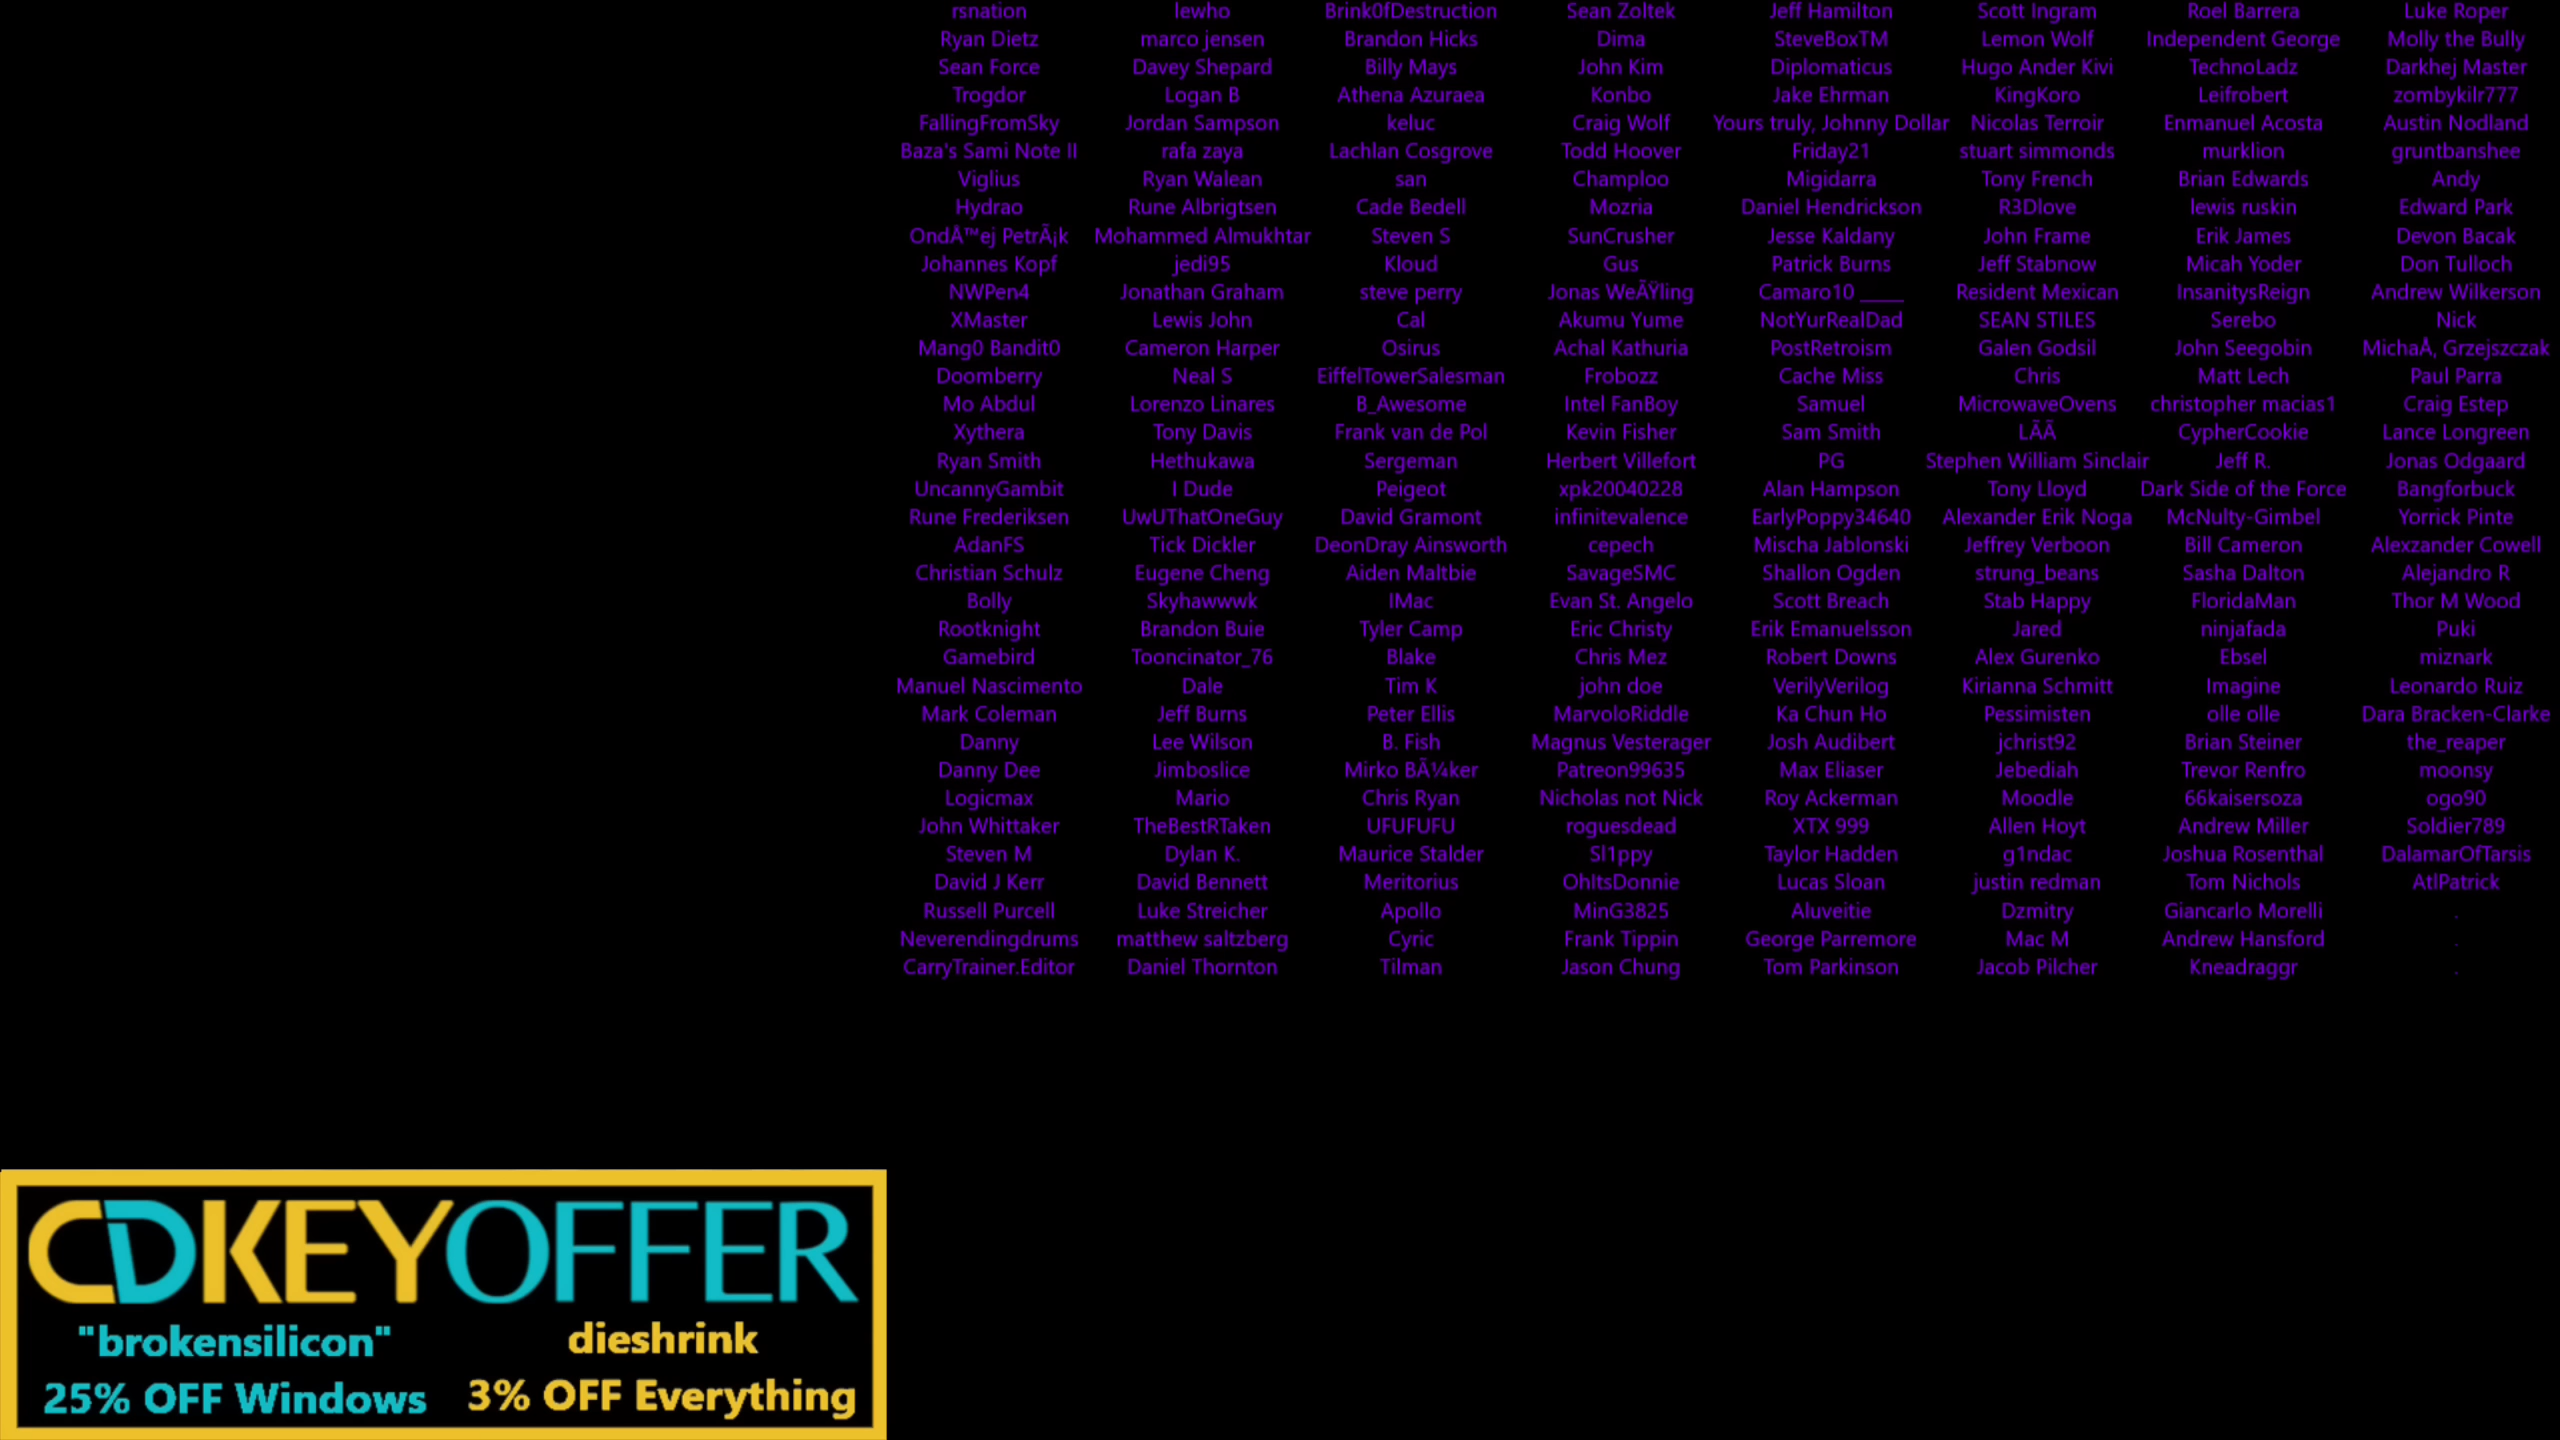 rsnation lewho Brink0fDestruction Sean Zoltek Jeff Hamilton Scott Ingram Roel Barrera Luke Roper
Ryan Dietz marco jensen Brandon Hicks Dima SteveBoxTM Lemon Wolf Independent George Molly the Bully
Sean Force Davey Shepard Billy Mays John Kim Diplomaticus Hugo Ander Kivi TechnoLadz Darkhej Master
Trogdor Logan B Athena Azuraea Konbo Jake Ehrman KingKoro Leifrobert zombykilr777
FallingFromSky Jordan Sampson keluc Craig Wolf Yours truly, Johnny Dollar Nicolas Terroir Enmanuel Acosta Austin Nodland
Baza's Sami Note II rafa zaya Lachlan Cosgrove Todd Hoover Friday21 stuart simmonds murklion gruntbanshee
Viglius Ryan Walean san Champloo Migidarra Tony French Brian Edwards Andy
Hydrao Rune Albrigtsen Cade Bedell Mozria Daniel Hendrickson R3Dlove lewis ruskin Edward Park
OndÅ™ej PetrÃ¡k Mohammed Almukhtar Steven S SunCrusher Jesse Kaldany John Frame Erik James Devon Bacak
Johannes Kopf jedi95 Kloud Gus Patrick Burns Jeff Stabnow Micah Yoder Don Tulloch
NWPen4 Jonathan Graham steve perry Jonas WeÃŸling Camaro10 ____ Resident Mexican InsanitysReign Andrew Wilkerson
XMaster Lewis John Cal Akumu Yume NotYurRealDad SEAN STILES Serebo Nick
Mang0 Bandit0 Cameron Harper Osirus Achal Kathuria PostRetroism Galen Godsil John Seegobin MichaÅ‚ Grzejszczak
Doomberry Neal S EiffelTowerSalesman Frobozz Cache Miss Chris Matt Lech Paul Parra
Mo Abdul Lorenzo Linares B_Awesome Intel FanBoy Samuel MicrowaveOvens christopher macias1 Craig Estep
Xythera Tony Davis Frank van de Pol Kevin Fisher Sam Smith LÃÃ CypherCookie Lance Longreen
Ryan Smith Hethukawa Sergeman Herbert Villefort PG Stephen William Sinclair Jeff R. Jonas Odgaard
UncannyGambit I Dude Peigeot xpk20040228 Alan Hampson Tony Lloyd Dark Side of the Force Bangforbuck
Rune Frederiksen UwUThatOneGuy David Gramont infinitevalence EarlyPoppy34640 Alexander Erik Noga McNulty-Gimbel Yorrick Pinte
AdanFS Tick Dickler DeonDray Ainsworth cepech Mischa Jablonski Jeffrey Verboon Bill Cameron Alexzander Cowell
Christian Schulz Eugene Cheng Aiden Maltbie SavageSMC Shallon Ogden strung_beans Sasha Dalton Alejandro R
Bolly Skyhawwwk IMac Evan St. Angelo Scott Breach Stab Happy FloridaMan Thor M Wood
Rootknight Brandon Buie Tyler Camp Eric Christy Erik Emanuelsson Jared ninjafada Puki
Gamebird Tooncinator_76 Blake Chris Mez Robert Downs Alex Gurenko Ebsel miznark
Manuel Nascimento Dale Tim K john doe VerilyVerilog Kirianna Schmitt Imagine Leonardo Ruiz
Mark Coleman Jeff Burns Peter Ellis MarvoloRiddle Ka Chun Ho Pessimisten olle olle Dara Bracken-Clarke
Danny Lee Wilson B. Fish Magnus Vesterager Josh Audibert jchrist92 Brian Steiner the_reaper
Danny Dee Jimboslice Mirko BÃ¼ker Patreon99635 Max Eliaser Jebediah Trevor Renfro moonsy
Logicmax Mario Chris Ryan Nicholas not Nick Roy Ackerman Moodle 66kaisersoza ogo90
John Whittaker TheBestRTaken UFUFUFU roguesdead XTX 999 Allen Hoyt Andrew Miller Soldier789
Steven M Dylan K. Maurice Stalder Sl1ppy Taylor Hadden g1ndac Joshua Rosenthal DalamarOfTarsis
David J Kerr David Bennett Meritorius OhItsDonnie Lucas Sloan justin redman Tom Nichols AtlPatrick
Russell Purcell Luke Streicher Apollo MinG3825 Aluveitie Dzmitry Giancarlo Morelli .
Neverendingdrums matthew saltzberg Cyric Frank Tippin George Parremore Mac M Andrew Hansford .
CarryTrainer.Editor Daniel Thornton Tilman Jason Chung Tom Parkinson Jacob Pilcher Kneadraggr .
CDKEYOFFER
"brokensilicon" dieshrink
25% OFF Windows 3% OFF Everything